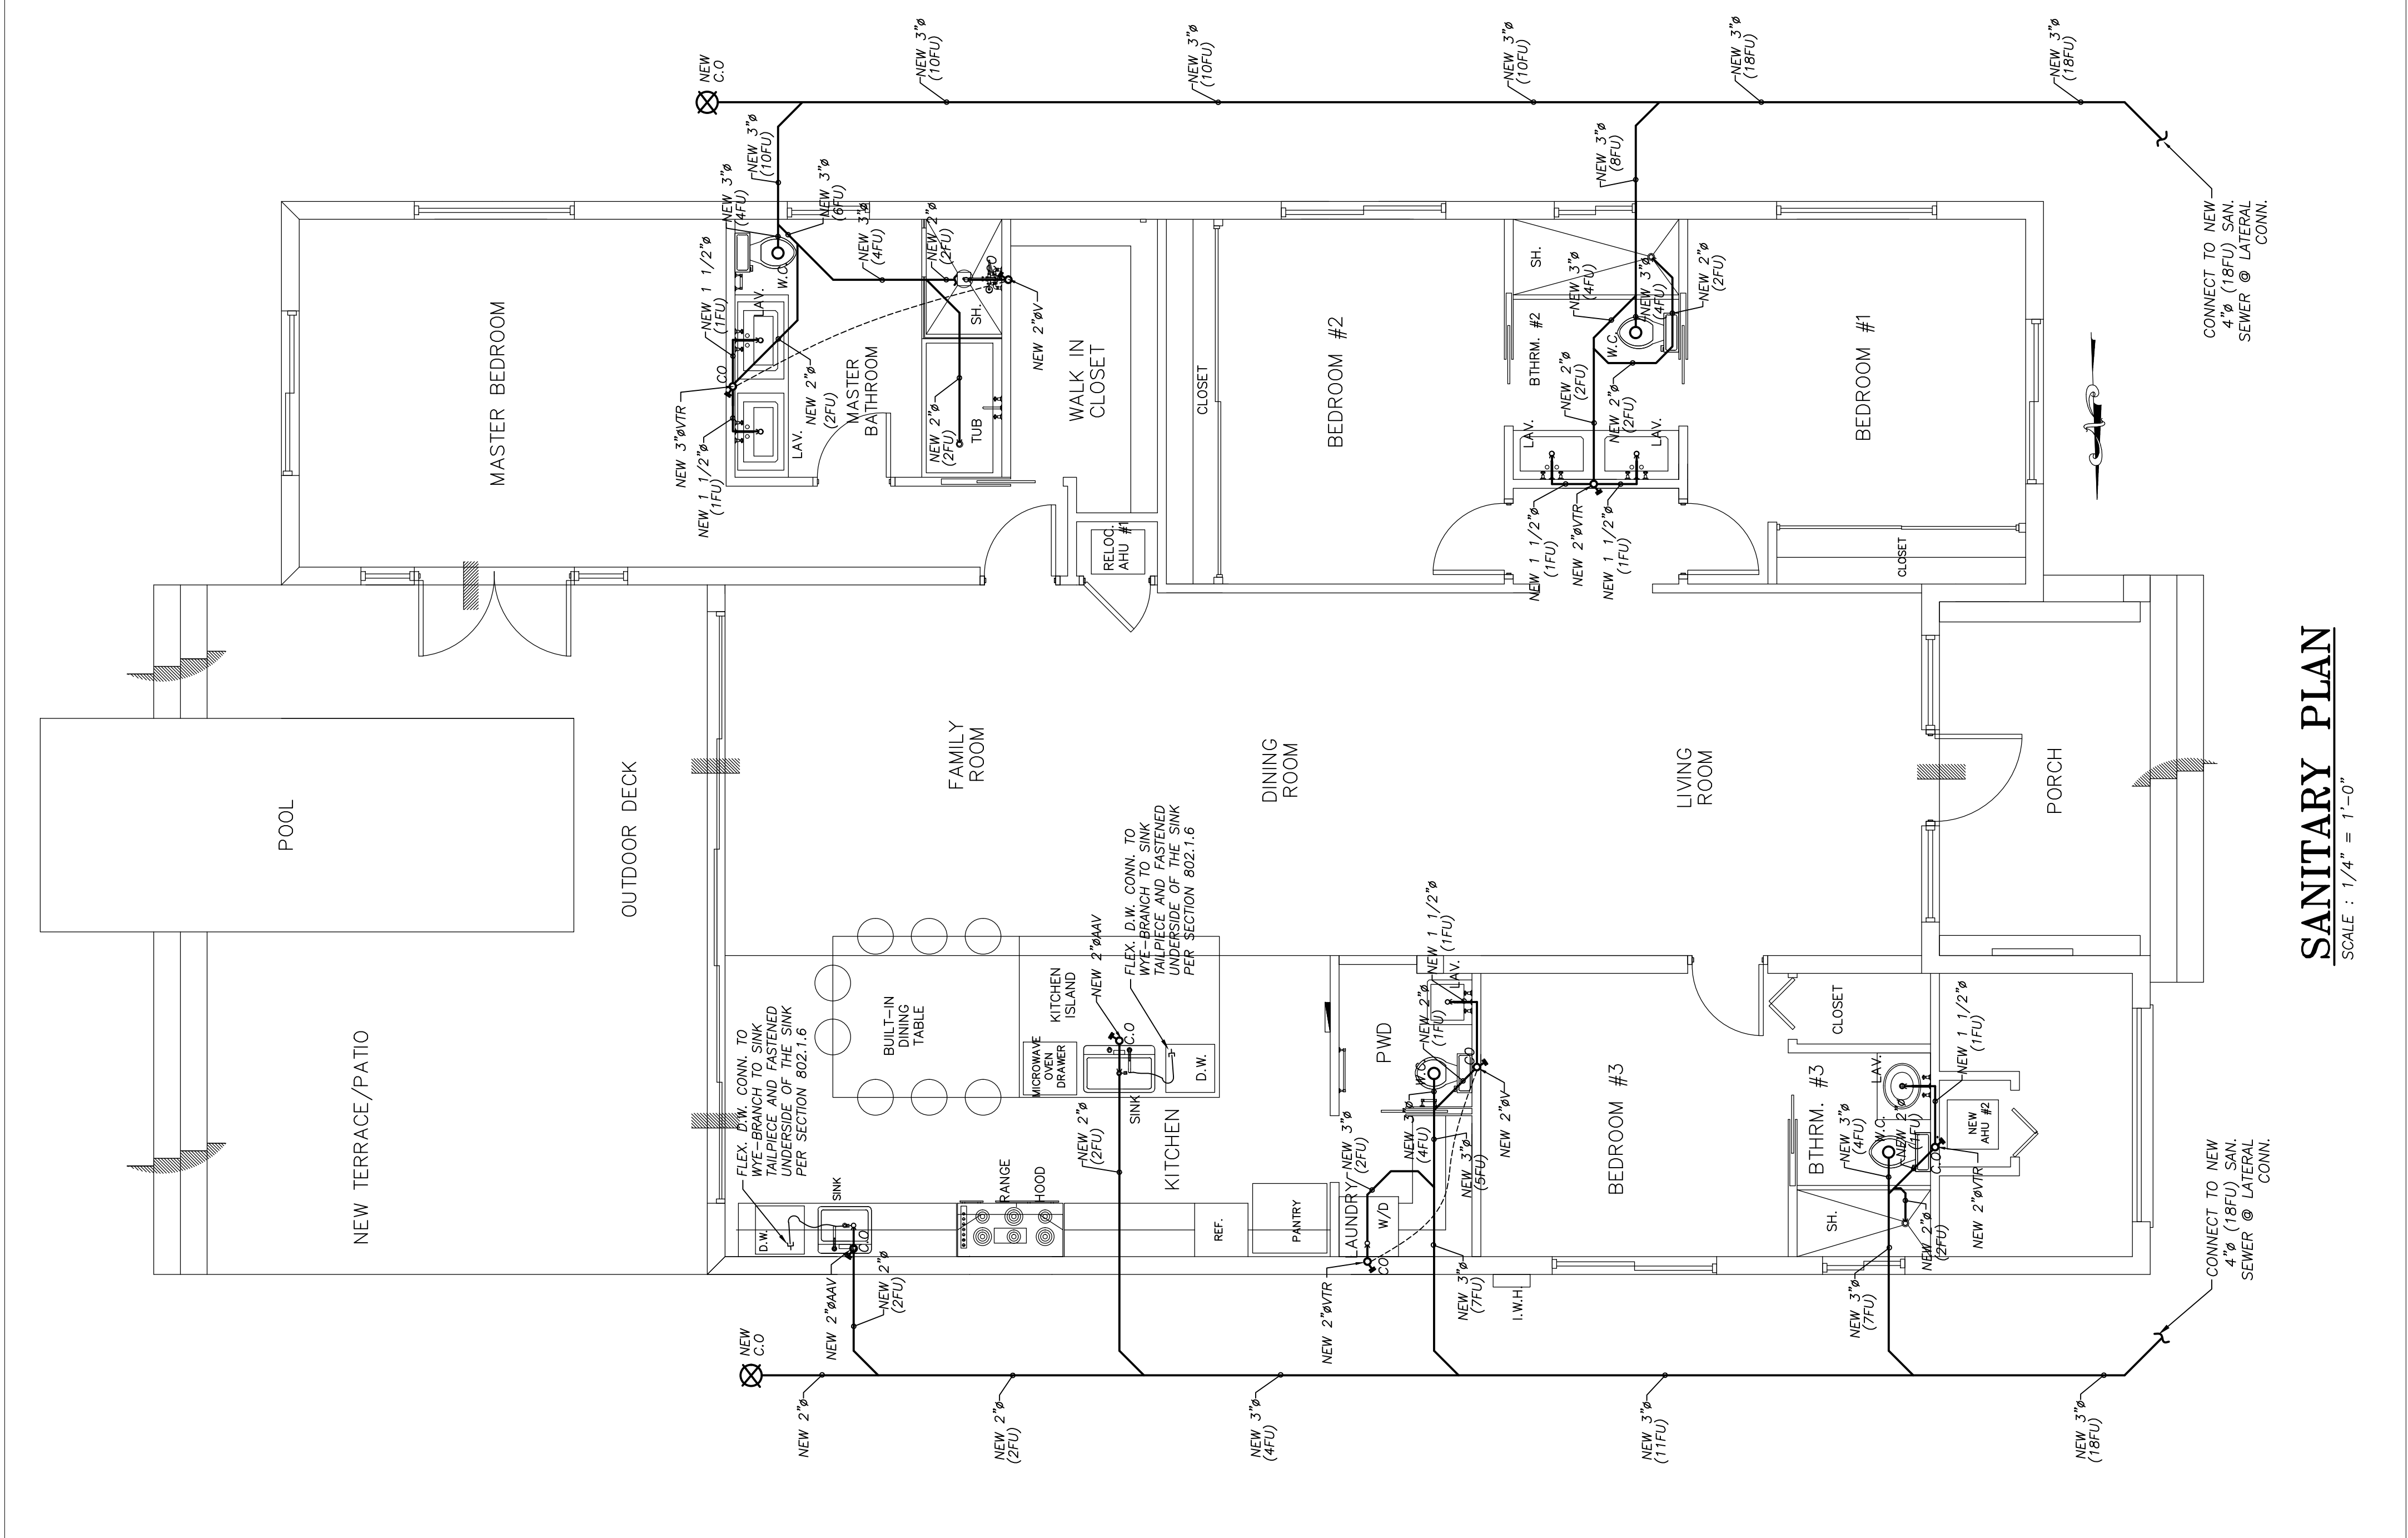 POOL
NEW TERRACE/PATIO
OUTDOOR DECK
MASTER BEDROOM
NEW
C.O
NEW 3"ø
(10FU)
NEW 3"ø
(10FU)
NEW 3"ø
(10FU)
NEW 3"ø
(18FU)
NEW 3"ø
(18FU)
CONNECT TO NEW
4"ø (18FU) SAN.
SEWER @ LATERAL
CONN.
NEW 3"ø
(10FU)
NEW 3"ø
(4FU)
NEW 3"ø
(6FU)
NEW 3"ø
(4FU)
NEW 2"ø
(2FU)
NEW 1 1/2"ø
(1FU)
W.C.
LAV.
CO
NEW 3"øVTR
NEW 1 1/2"ø
(1FU)
LAV.
NEW 2"ø
(2FU)
MASTER
BATHROOM
NEW 2"ø
(2FU)
TUB
SH.
CO
NEW 2"øV
WALK IN
CLOSET
RELOC.
AHU #1
CLOSET
BEDROOM #2
SH.
NEW 3"ø
(8FU)
NEW 3"ø
(4FU)
NEW 3"ø
(4FU)
NEW 2"ø
(2FU)
BTHRM. #2
W.C.
NEW 2"ø
(2FU)
NEW 2"ø
(2FU)
LAV.
LAV.
NEW 1 1/2"ø
(1FU)
NEW 2"øVTR
NEW 1 1/2"ø
(1FU)
BEDROOM #1
CLOSET
FAMILY
ROOM
DINING
ROOM
LIVING
ROOM
PORCH
BUILT-IN
DINING
TABLE
KITCHEN
ISLAND
MICROWAVE
OVEN
DRAWER
NEW 2"øAAV
C.O
FLEX. D.W. CONN. TO
WYE-BRANCH TO SINK
TAILPIECE AND FASTENED
UNDERSIDE OF THE SINK
PER SECTION 802.1.6
SINK
D.W.
NEW 2"ø
(2FU)
KITCHEN
FLEX. D.W. CONN. TO
WYE-BRANCH TO SINK
TAILPIECE AND FASTENED
UNDERSIDE OF THE SINK
PER SECTION 802.1.6
D.W.
SINK
C.O
NEW 2"øAAV
NEW 2"ø
(2FU)
RANGE
HOOD
REF.
PANTRY
LAUNDRY
W/D
CO
NEW 2"øVTR
NEW 3"ø
(2FU)
PWD
NEW 1 1/2"ø
(1FU)
LAV.
NEW 2"ø
(1FU)
W.C.
CO
NEW 3"ø
(4FU)
NEW 3"ø
(5FU)
NEW 2"øV
NEW 3"ø
(7FU)
I.W.H.
BEDROOM #3
CLOSET
BTHRM. #3
LAV.
NEW 1 1/2"ø
(1FU)
NEW 3"ø
(4FU)
W.C.
NEW 2"ø
(1FU)
C.O
NEW
AHU #2
SH.
NEW 2"øVTR
NEW 2"ø
(2FU)
NEW 3"ø
(7FU)
NEW
C.O
NEW 2"ø
NEW 2"ø
(2FU)
NEW 3"ø
(4FU)
NEW 3"ø
(11FU)
NEW 3"ø
(18FU)
CONNECT TO NEW
4"ø (18FU) SAN.
SEWER @ LATERAL
CONN.
SANITARY PLAN
SCALE : 1/4" = 1'-0"